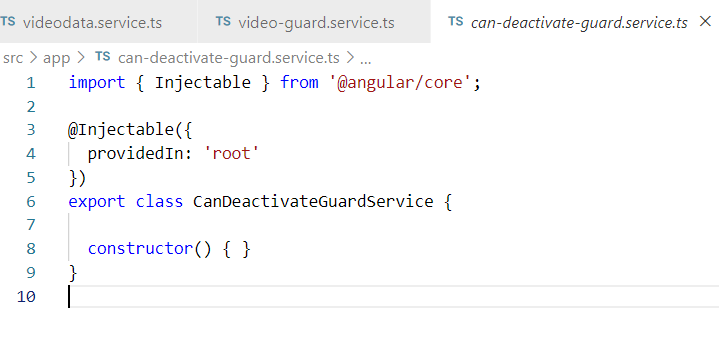 TS videodata.service.ts TS video-guard.service.ts TS can-deactivate-guard.service.ts ×
src > app > TS can-deactivate-guard.service.ts > ...
1 import { Injectable } from '@angular/core';
2
3 @Injectable({
4   providedIn: 'root'
5 })
6 export class CanDeactivateGuardService {
7
8   constructor() { }
9 }
10